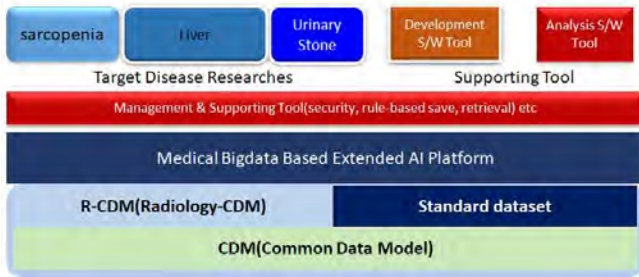 sarcopenia
Liver
Urinary
Stone
Development
S/W Tool
Analysis S/W
Tool
Target Disease Researches
Supporting Tool
Management & Supporting Tool(security, rule-based save, retrieval) etc
Medical Bigdata Based Extended AI Platform
R-CDM(Radiology-CDM)
Standard dataset
CDM(Common Data Model)